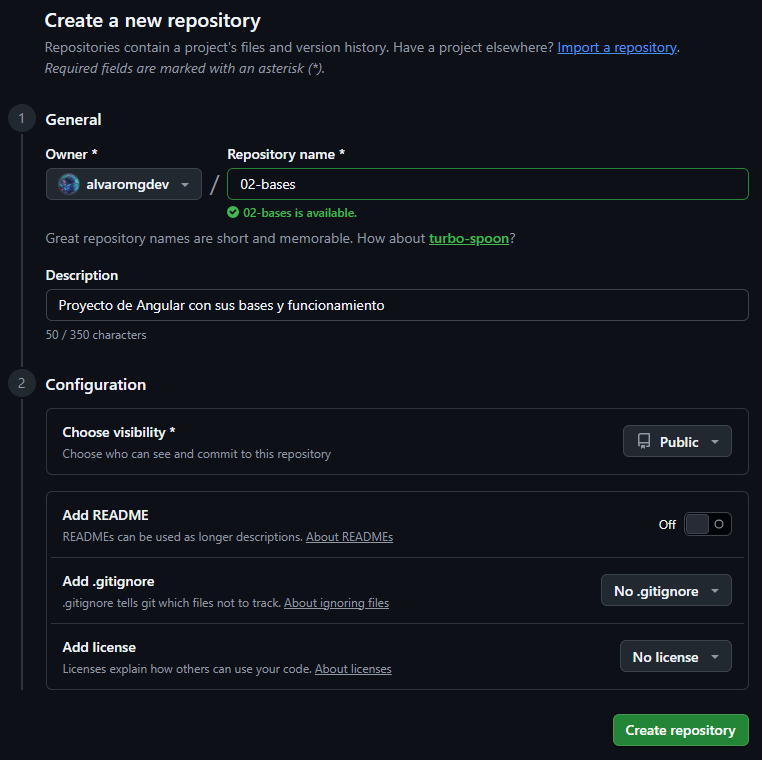 Create a new repository
Repositories contain a project's files and version history. Have a project elsewhere? Import a repository.
Required fields are marked with an asterisk (*).
1 General
Owner * Repository name *
alvaromgdev / 02-bases
02-bases is available.
Great repository names are short and memorable. How about turbo-spoon?
Description
Proyecto de Angular con sus bases y funcionamiento
50 / 350 characters
2 Configuration
Choose visibility * Public
Choose who can see and commit to this repository
Add README Off
READMEs can be used as longer descriptions. About READMEs
Add .gitignore No .gitignore
.gitignore tells git which files not to track. About ignoring files
Add license No license
Licenses explain how others can use your code. About licenses
Create repository